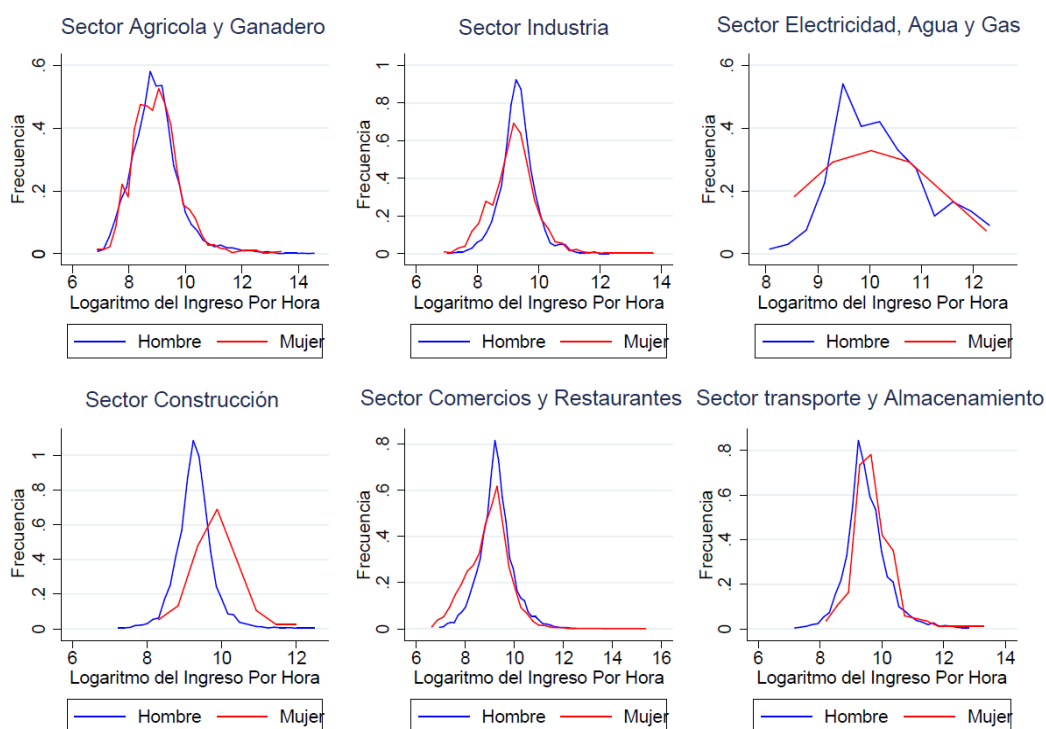 Sector Agricola y Ganadero
Frecuencia
0 .2 .4 .6
6 8 10 12 14
Logaritmo del Ingreso Por Hora
Hombre Mujer
Sector Industria
Frecuencia
0 .2 .4 .6 .8 1
6 8 10 12 14
Logaritmo del Ingreso Por Hora
Hombre Mujer
Sector Electricidad, Agua y Gas
Frecuencia
0 .2 .4 .6
8 9 10 11 12
Logaritmo del Ingreso Por Hora
Hombre Mujer
Sector Construcción
Frecuencia
0 .2 .4 .6 .8 1
6 8 10 12
Logaritmo del Ingreso Por Hora
Hombre Mujer
Sector Comercios y Restaurantes
Frecuencia
0 .2 .4 .6 .8
6 8 10 12 14 16
Logaritmo del Ingreso Por Hora
Hombre Mujer
Sector transporte y Almacenamiento
Frecuencia
0 .2 .4 .6 .8
6 8 10 12 14
Logaritmo del Ingreso Por Hora
Hombre Mujer